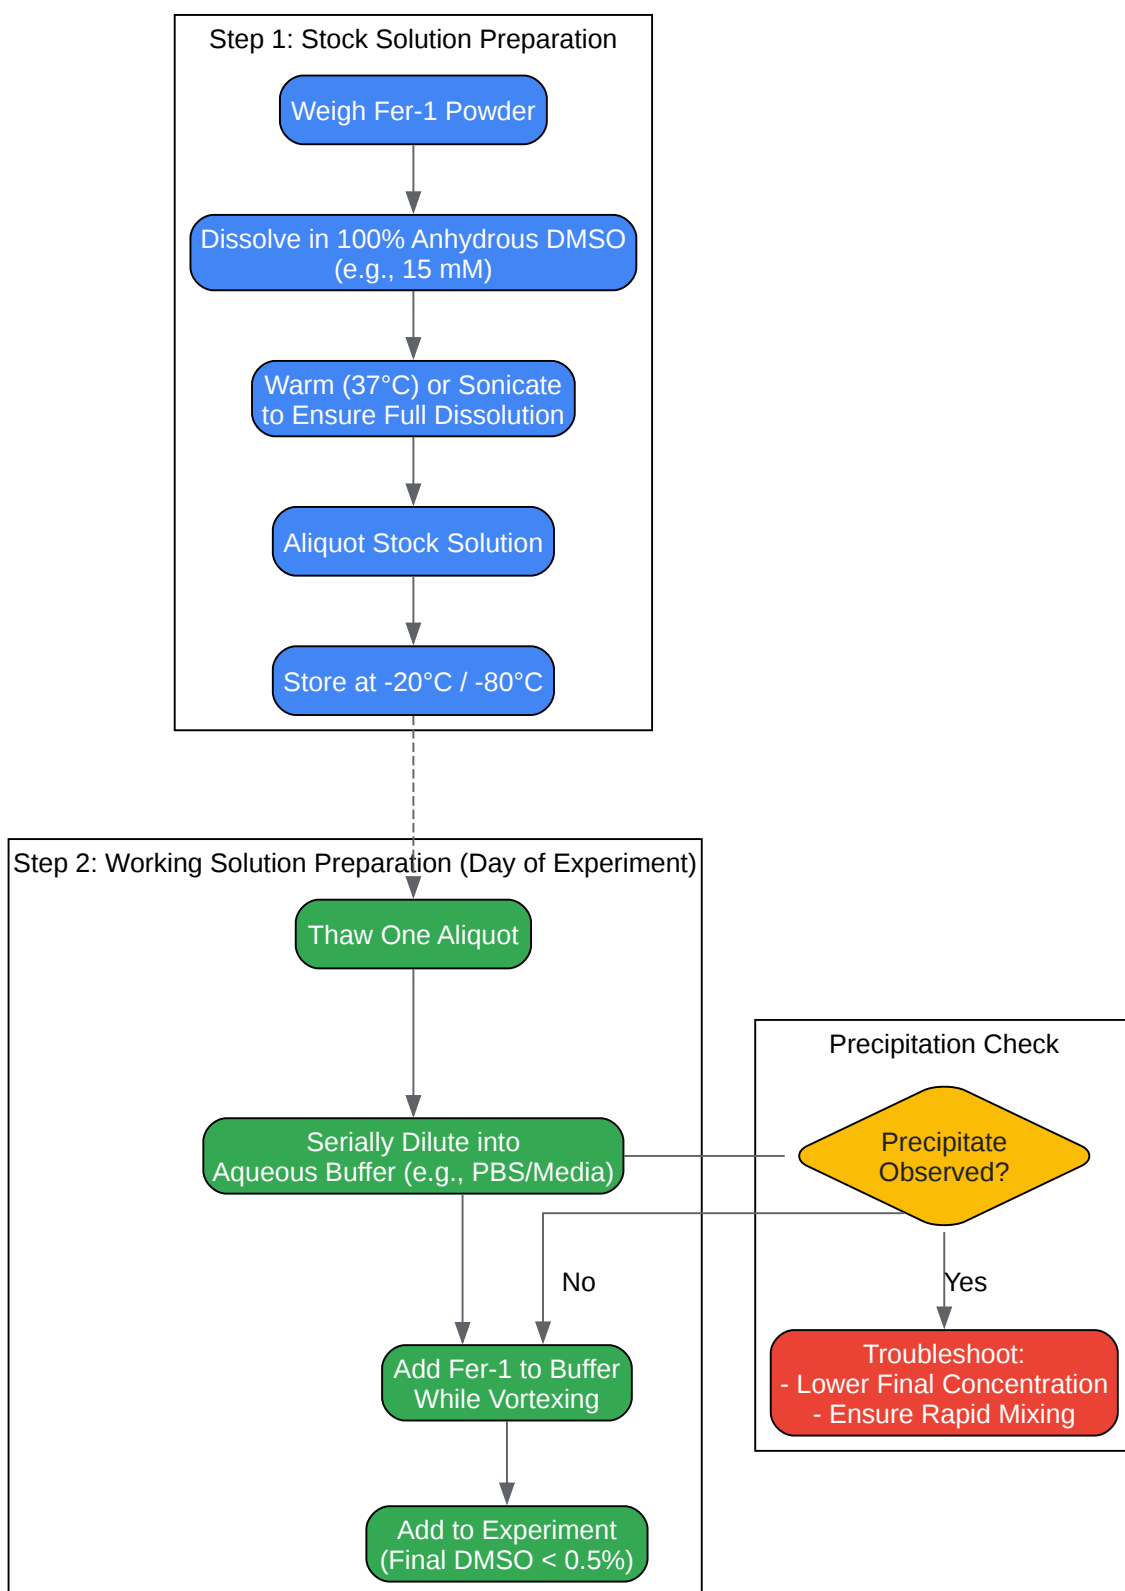 Step 1: Stock Solution Preparation
Weigh Fer-1 Powder
Dissolve in 100% Anhydrous DMSO
(e.g., 15 mM)
Warm (37°C) or Sonicate
to Ensure Full Dissolution
Aliquot Stock Solution
Store at -20°C / -80°C
Step 2: Working Solution Preparation (Day of Experiment)
Thaw One Aliquot
Serially Dilute into
Aqueous Buffer (e.g., PBS/Media)
Precipitation Check
Precipitate
Observed?
No
Yes
Add Fer-1 to Buffer
While Vortexing
Troubleshoot:
- Lower Final Concentration
- Ensure Rapid Mixing
Add to Experiment
(Final DMSO < 0.5%)